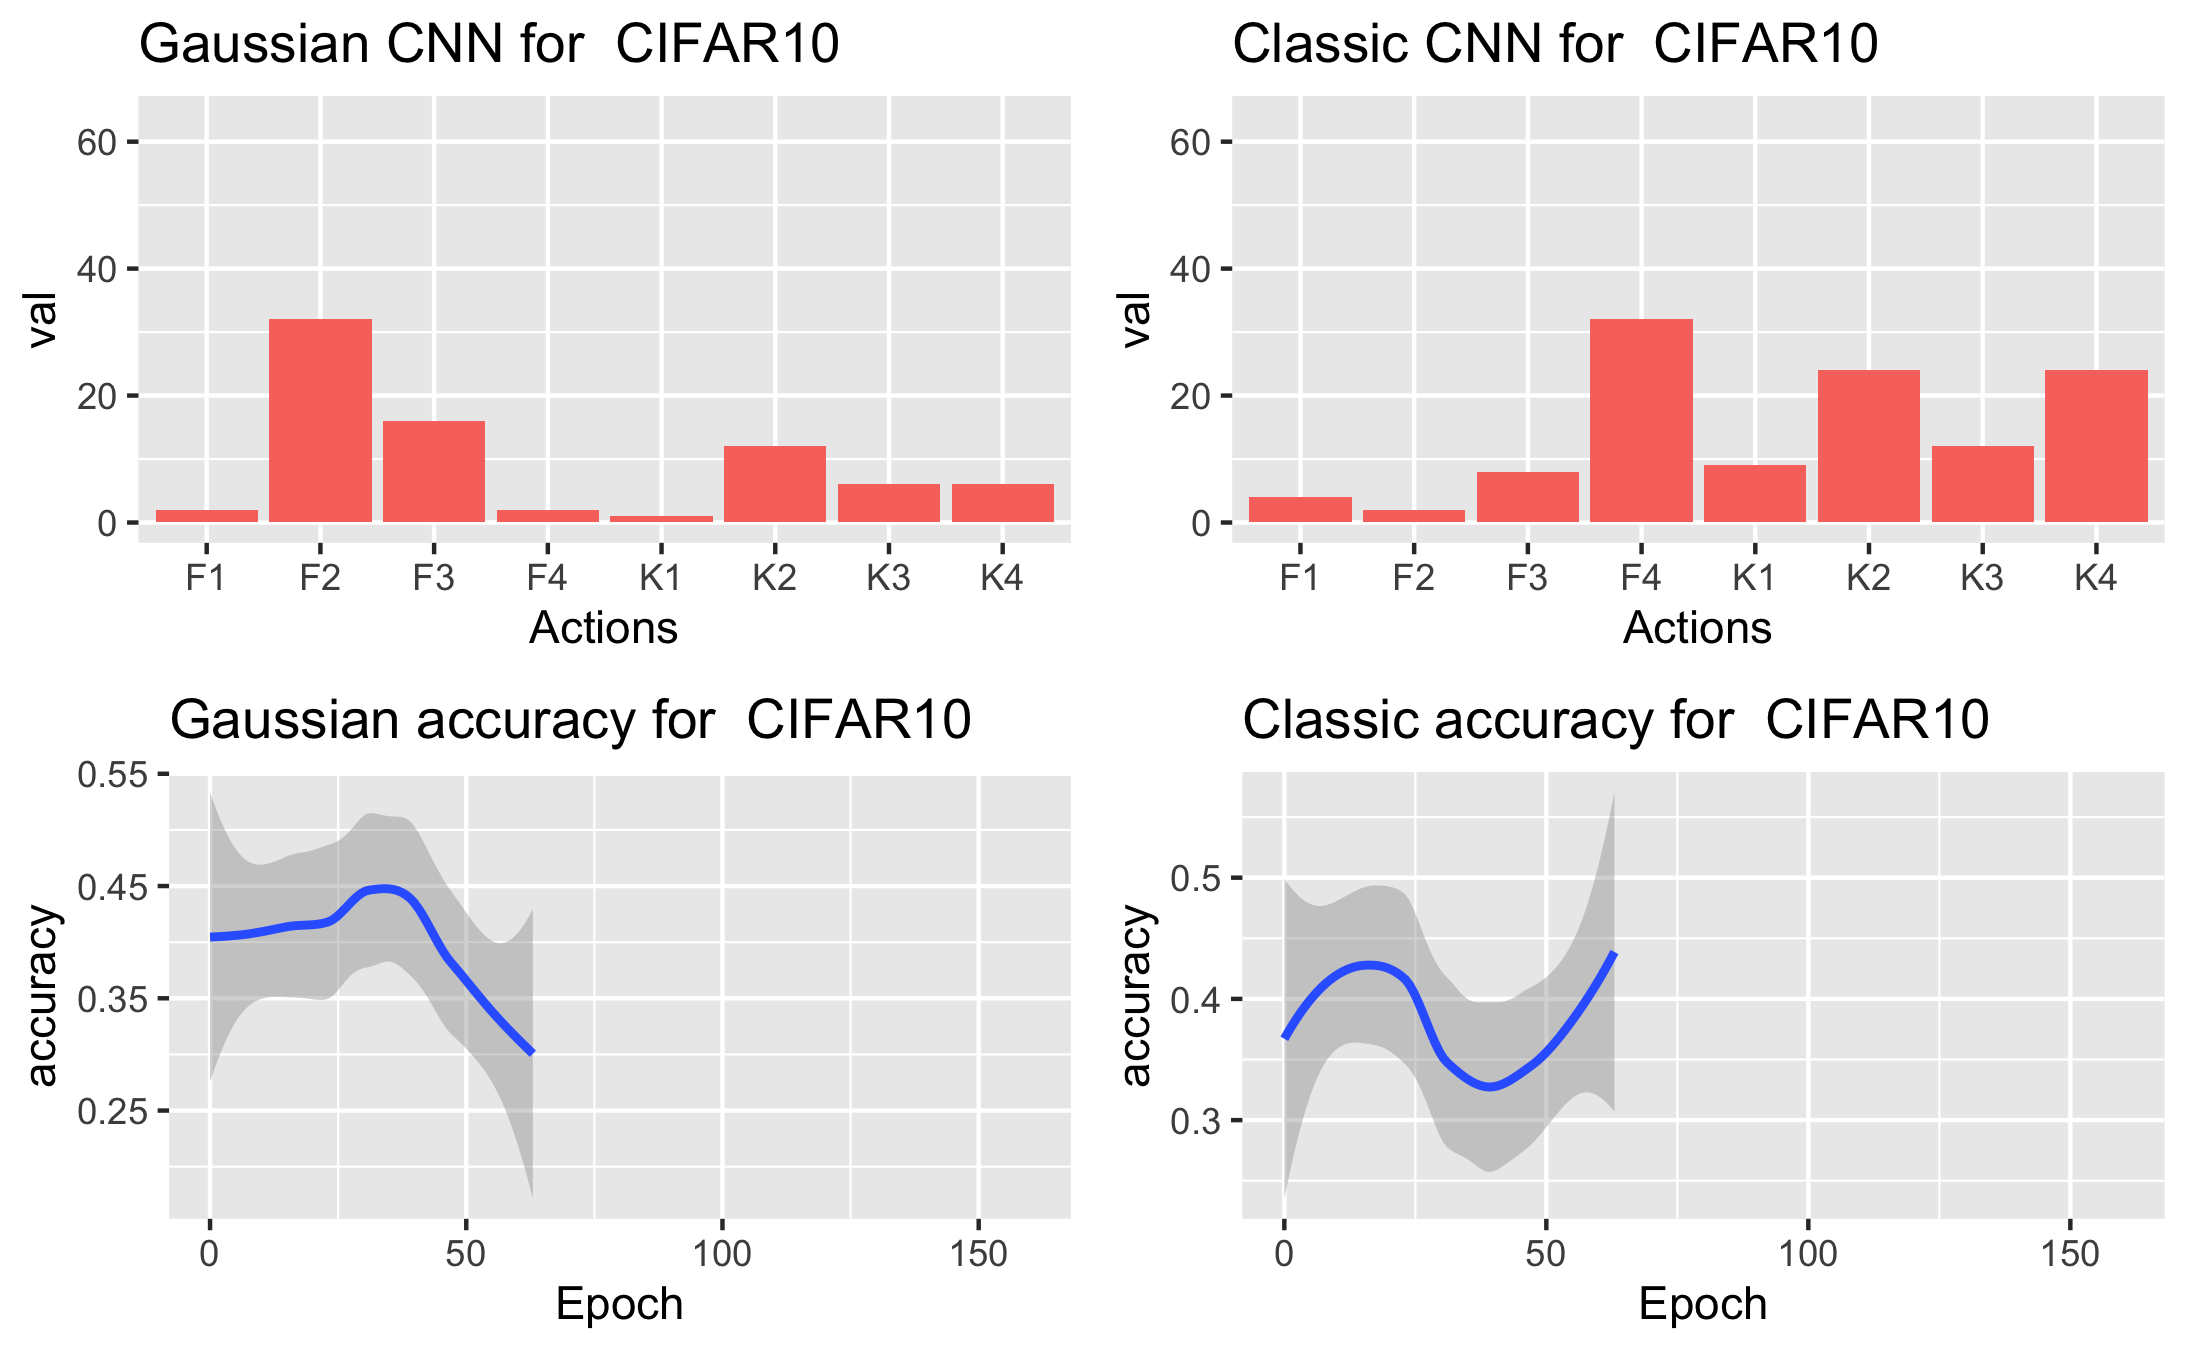 Gaussian CNN for  CIFAR10
60
40
20
0
val
F1 F2 F3 F4 K1 K2 K3 K4
Actions
Classic CNN for  CIFAR10
60
40
20
0
val
F1 F2 F3 F4 K1 K2 K3 K4
Actions
Gaussian accuracy for  CIFAR10
0.55
0.45
0.35
0.25
accuracy
0 50 100 150
Epoch
Classic accuracy for  CIFAR10
0.5
0.4
0.3
accuracy
0 50 100 150
Epoch